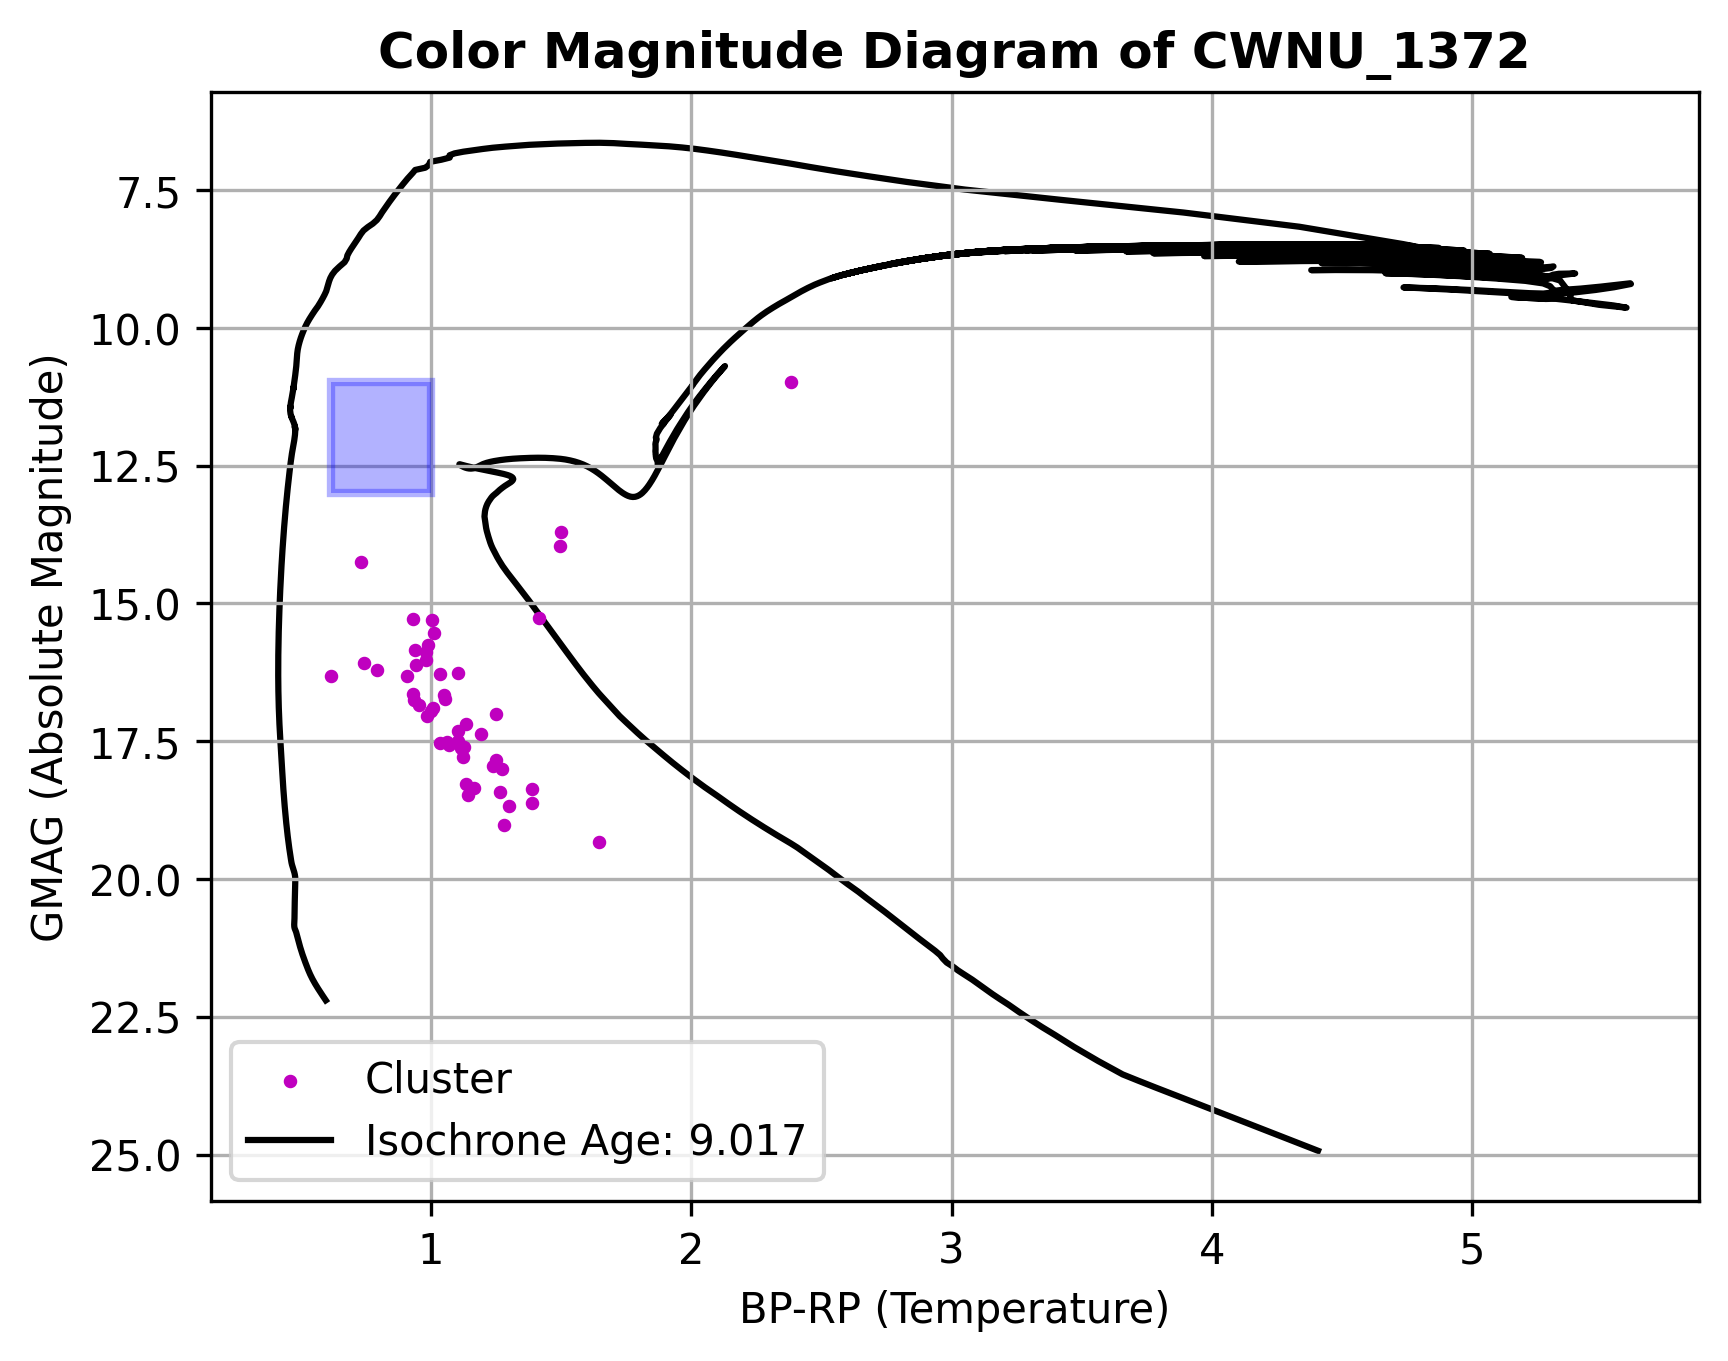 Color Magnitude Diagram of CWNU_1372
GMAG (Absolute Magnitude)
7.5
10.0
12.5
15.0
17.5
20.0
22.5
25.0
Cluster
Isochrone Age: 9.017
1 2 3 4 5
BP-RP (Temperature)